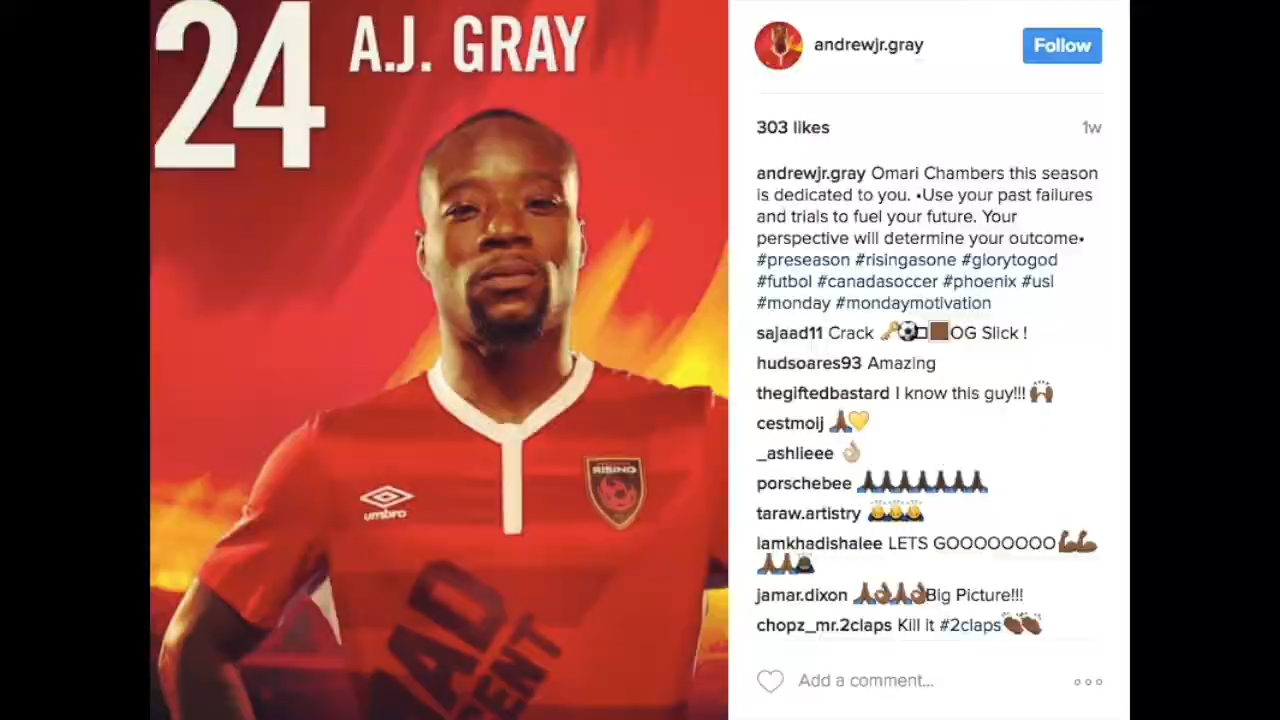 24
A.J. GRAY
RISING
umbro
andrewjr.gray
Follow
303 likes
1w
andrewjr.gray Omari Chambers this season
is dedicated to you. •Use your past failures
and trials to fuel your future. Your
perspective will determine your outcome•
#preseason #risingasone #glorytogod
#futbol #canadasoccer #phoenix #usl
#monday #mondaymotivation
sajaad11 Crack 🔑⚽ OG Slick !
hudsoares93 Amazing
thegiftedbastard I know this guy!!! 🙌🏾
cestmoij 🙏🏾💛
_ashlieee 👌🏼
porschebee 🙏🏿🙏🏿🙏🏿🙏🏿🙏🏿🙏🏿🙏🏿
taraw.artistry 🙇🙇🙇
iamkhadishalee LETS GOOOOOOOO💪🏾💪🏾
🙏🏾🙏🏾🙇🏿
jamar.dixon 🙏🏾👌🏾🙏🏾👌🏾Big Picture!!!
chopz_mr.2claps Kill it #2claps👏🏾👏🏾
Add a comment...